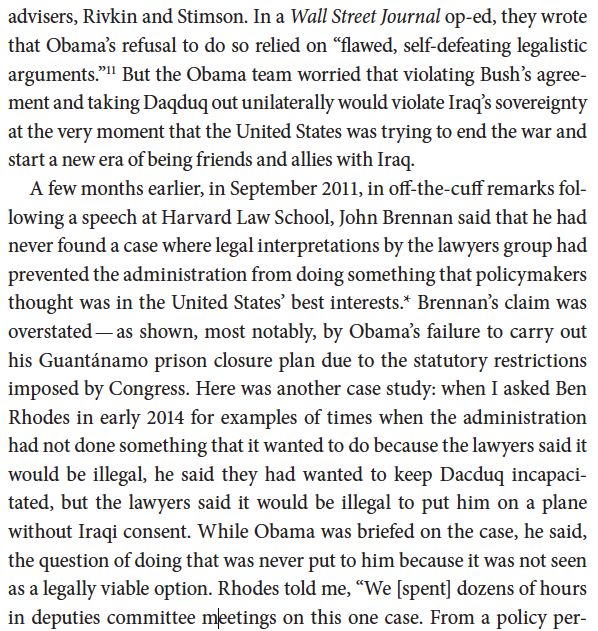 advisers, Rivkin and Stimson. In a Wall Street Journal op-ed, they wrote
that Obama’s refusal to do so relied on “flawed, self-defeating legalistic
arguments.”11 But the Obama team worried that violating Bush’s agree-
ment and taking Daqduq out unilaterally would violate Iraq’s sovereignty
at the very moment that the United States was trying to end the war and
start a new era of being friends and allies with Iraq.
A few months earlier, in September 2011, in off-the-cuff remarks fol-
lowing a speech at Harvard Law School, John Brennan said that he had
never found a case where legal interpretations by the lawyers group had
prevented the administration from doing something that policymakers
thought was in the United States’ best interests.* Brennan’s claim was
overstated — as shown, most notably, by Obama’s failure to carry out
his Guantánamo prison closure plan due to the statutory restrictions
imposed by Congress. Here was another case study: when I asked Ben
Rhodes in early 2014 for examples of times when the administration
had not done something that it wanted to do because the lawyers said it
would be illegal, he said they had wanted to keep Dacduq incapaci-
tated, but the lawyers said it would be illegal to put him on a plane
without Iraqi consent. While Obama was briefed on the case, he said,
the question of doing that was never put to him because it was not seen
as a legally viable option. Rhodes told me, “We [spent] dozens of hours
in deputies committee meetings on this one case. From a policy per-